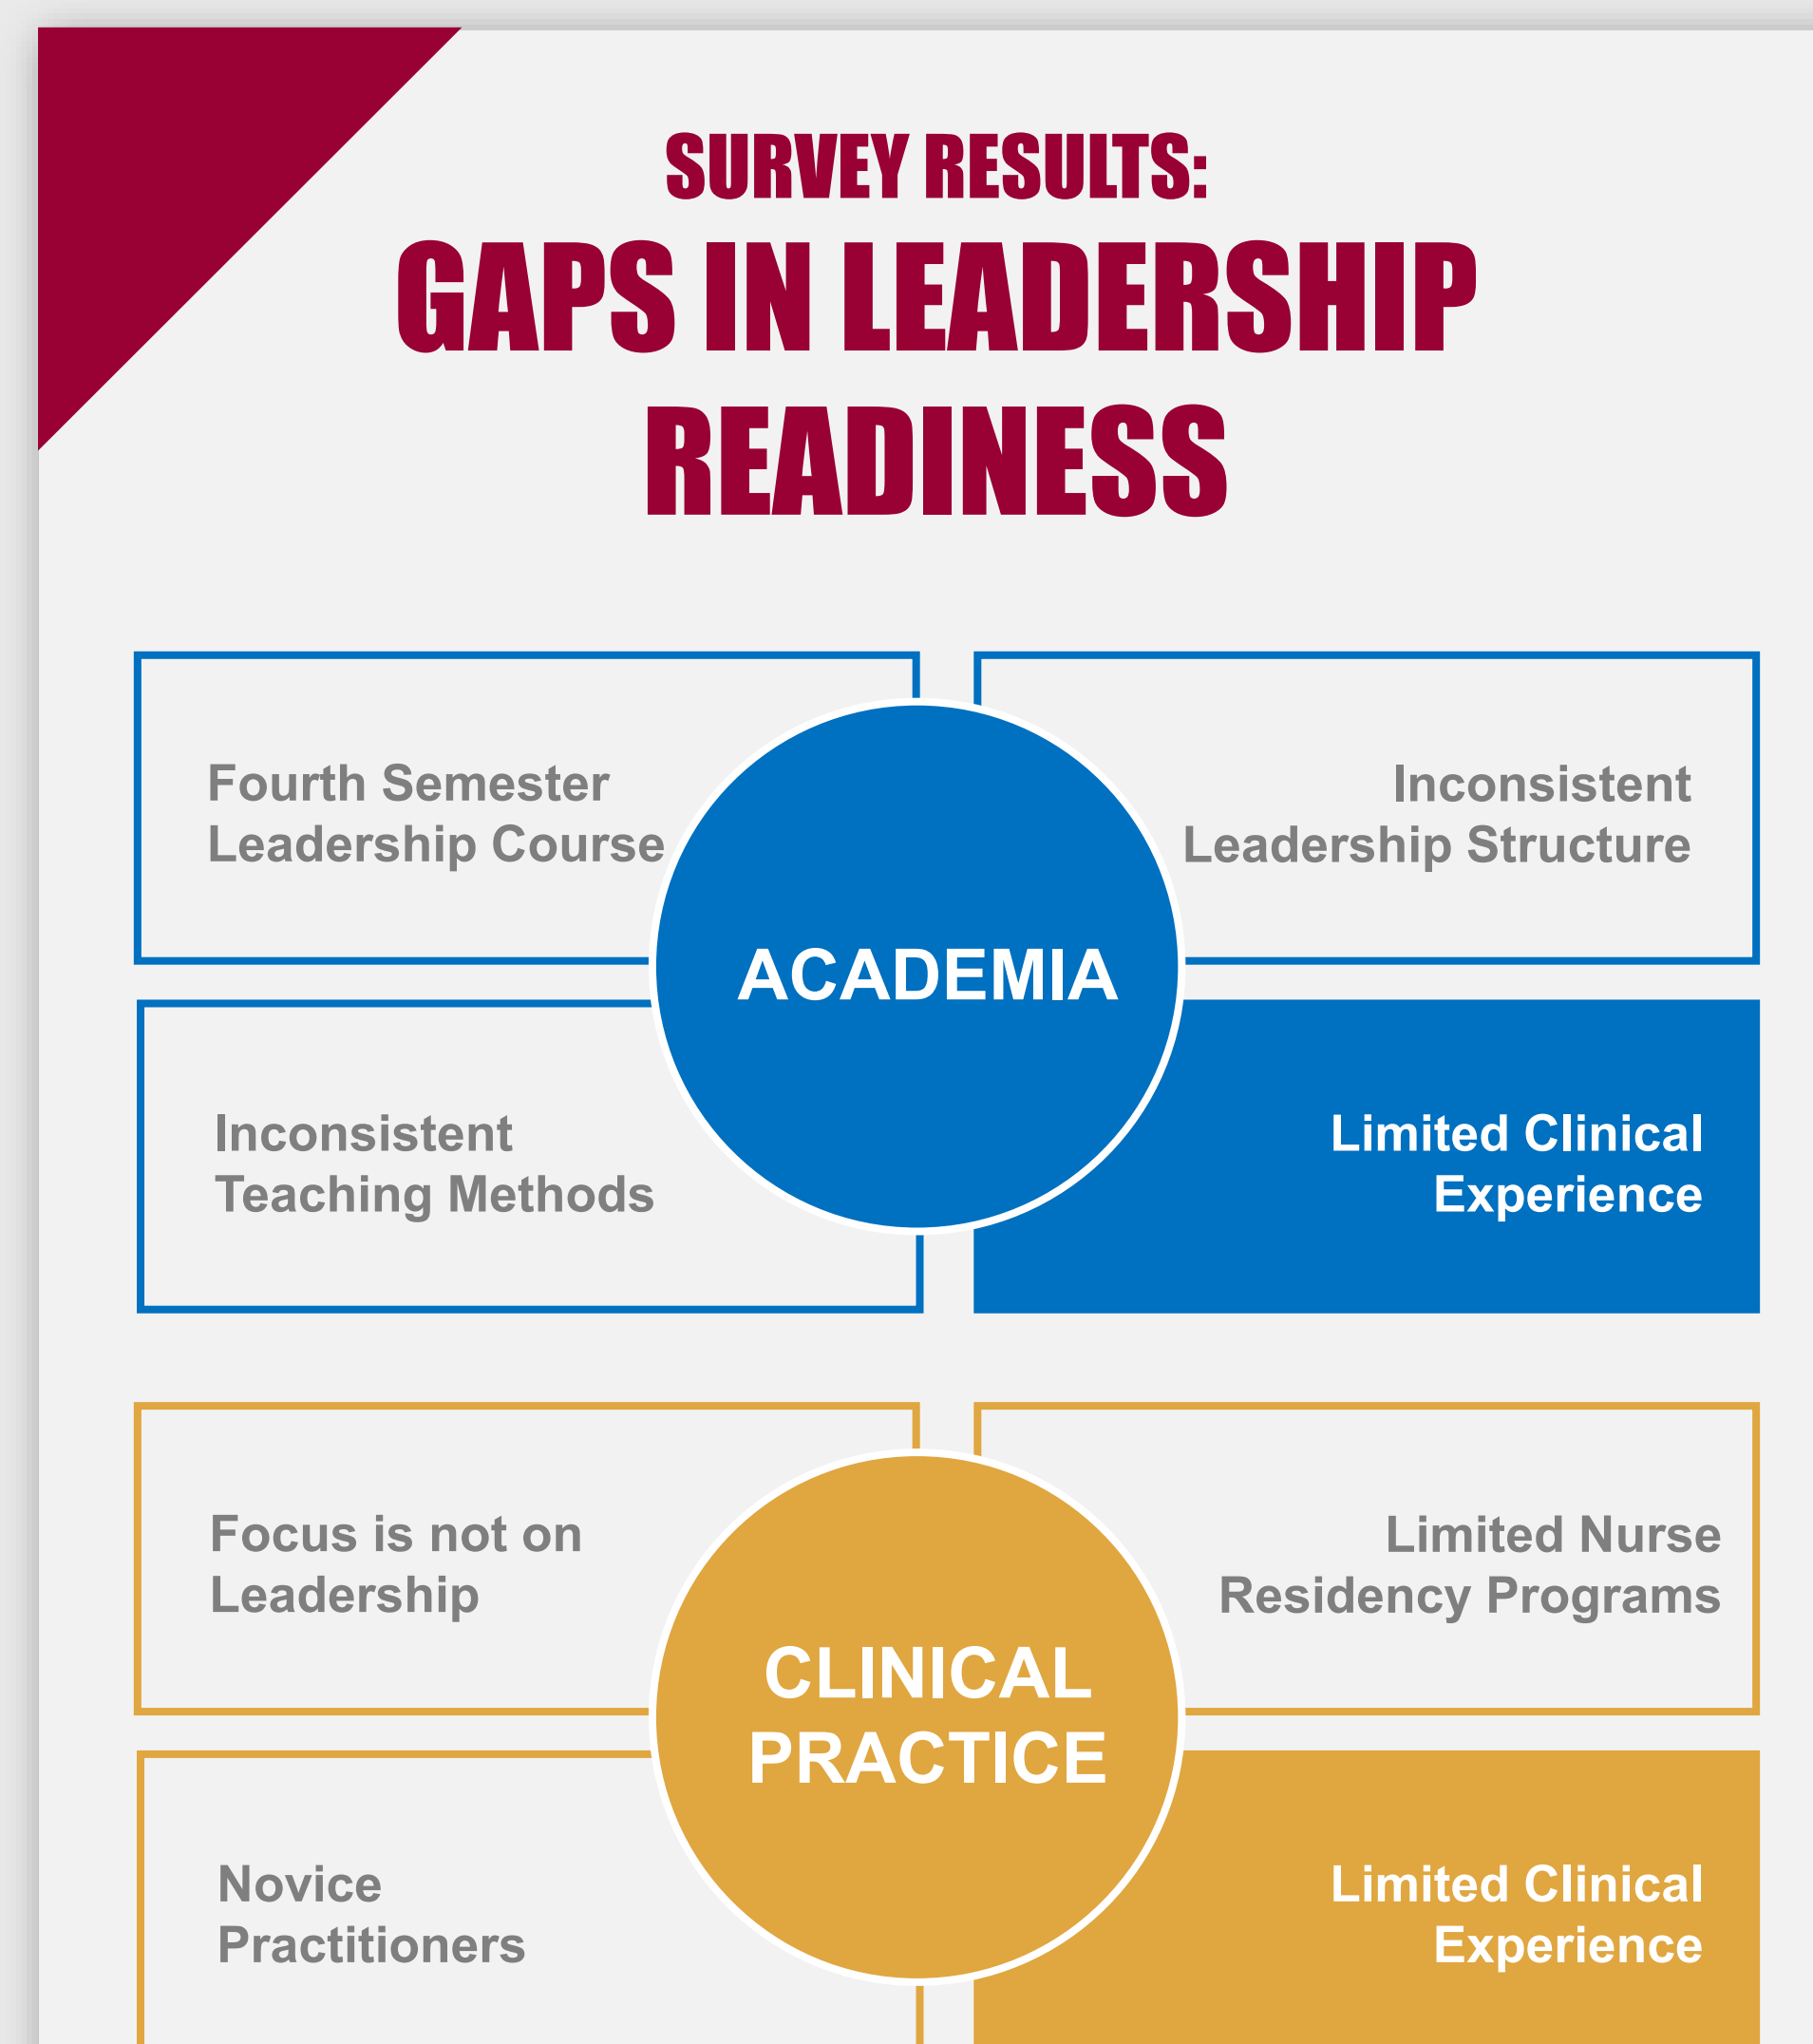 SURVEY RESULTS:
GAPS IN LEADERSHIP
READINESS
Fourth Semester
Leadership Course
Inconsistent
Leadership Structure
ACADEMIA
Inconsistent
Teaching Methods
Limited Clinical
Experience
Focus is not on
Leadership
Limited Nurse
Residency Programs
CLINICAL
PRACTICE
Novice
Practitioners
Limited Clinical
Experience